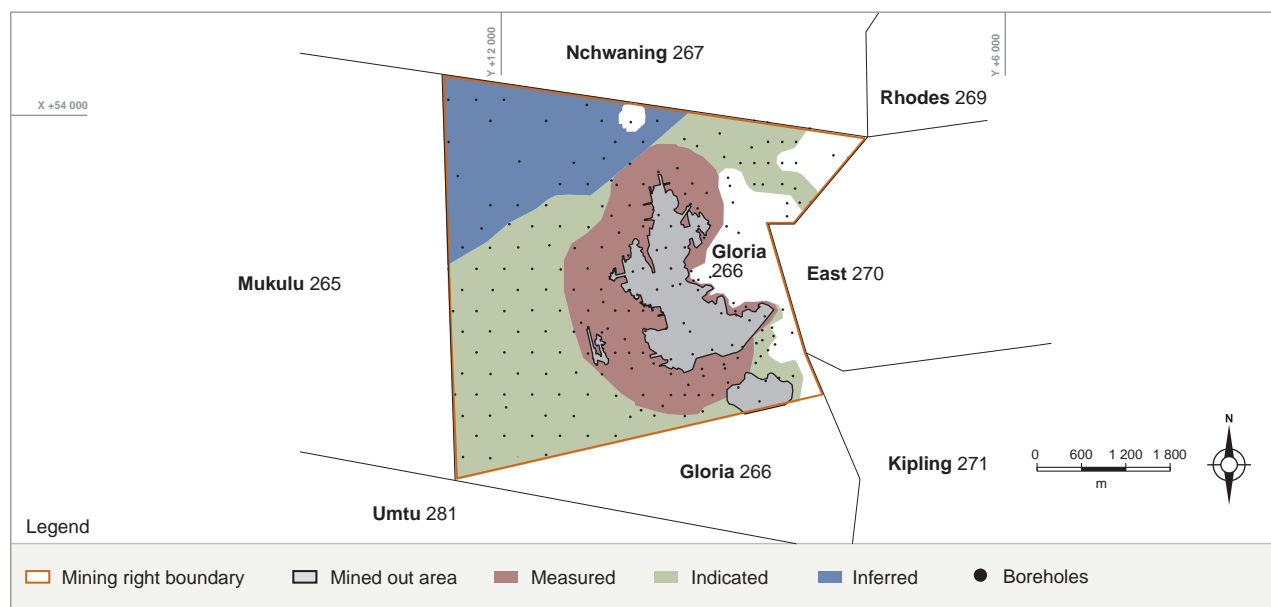 Nchwaning 267
Y +12 000
Y +6 000
X +54 000
Rhodes 269
Gloria
266
Mukulu 265
East 270
N
Gloria 266
Kipling 271
0 600 1 200 1 800
m
Umtu 281
Legend
Mining right boundary Mined out area Measured Indicated Inferred Boreholes